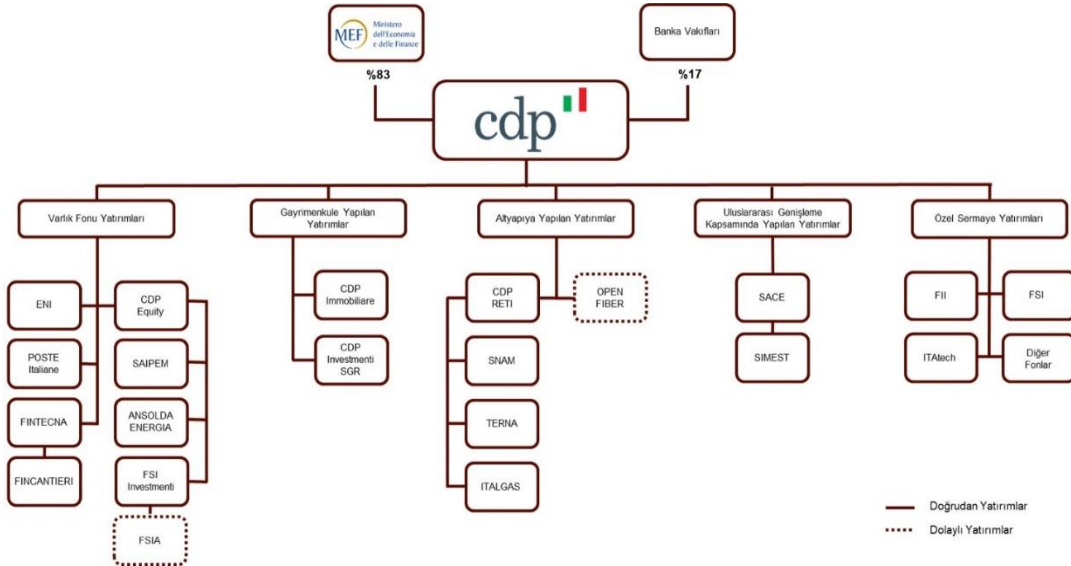 MEF
Ministero
dell'Economia
e delle Finanze
Banka Vakıfları
%83
%17
cdp
Varlık Fonu Yatırımları
Gayrimenkule Yapılan
Yatırımlar
Altyapıya Yapılan Yatırımlar
Uluslararası Genişleme
Kapsamında Yapılan Yatırımlar
Özel Sermaye Yatırımları
ENI
CDP
Equity
POSTE
Italiane
SAIPEM
FINTECNA
ANSOLDA
ENERGIA
FINCANTIERI
FSI
Investmenti
FSIA
CDP
Immobiliare
CDP
Investmenti
SGR
CDP
RETI
OPEN
FIBER
SNAM
TERNA
ITALGAS
SACE
SIMEST
FII
FSI
ITAtech
Diğer
Fonlar
Doğrudan Yatırımlar
Dolaylı Yatırımlar